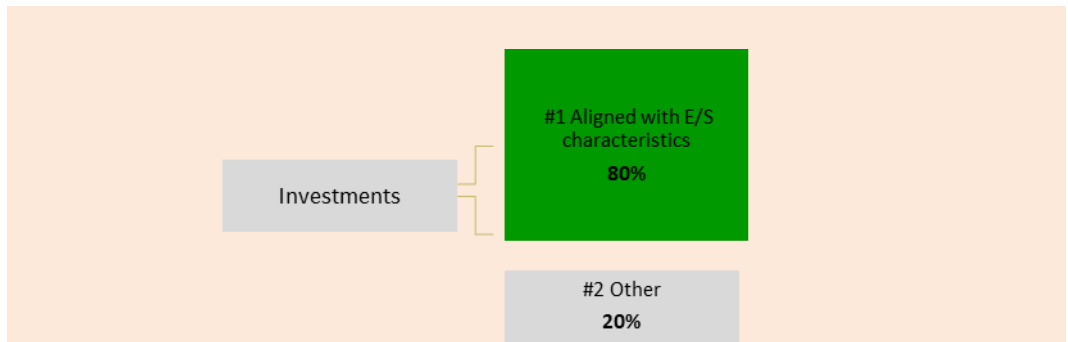 #1 Aligned with E/S
characteristics
80%
Investments
#2 Other
20%